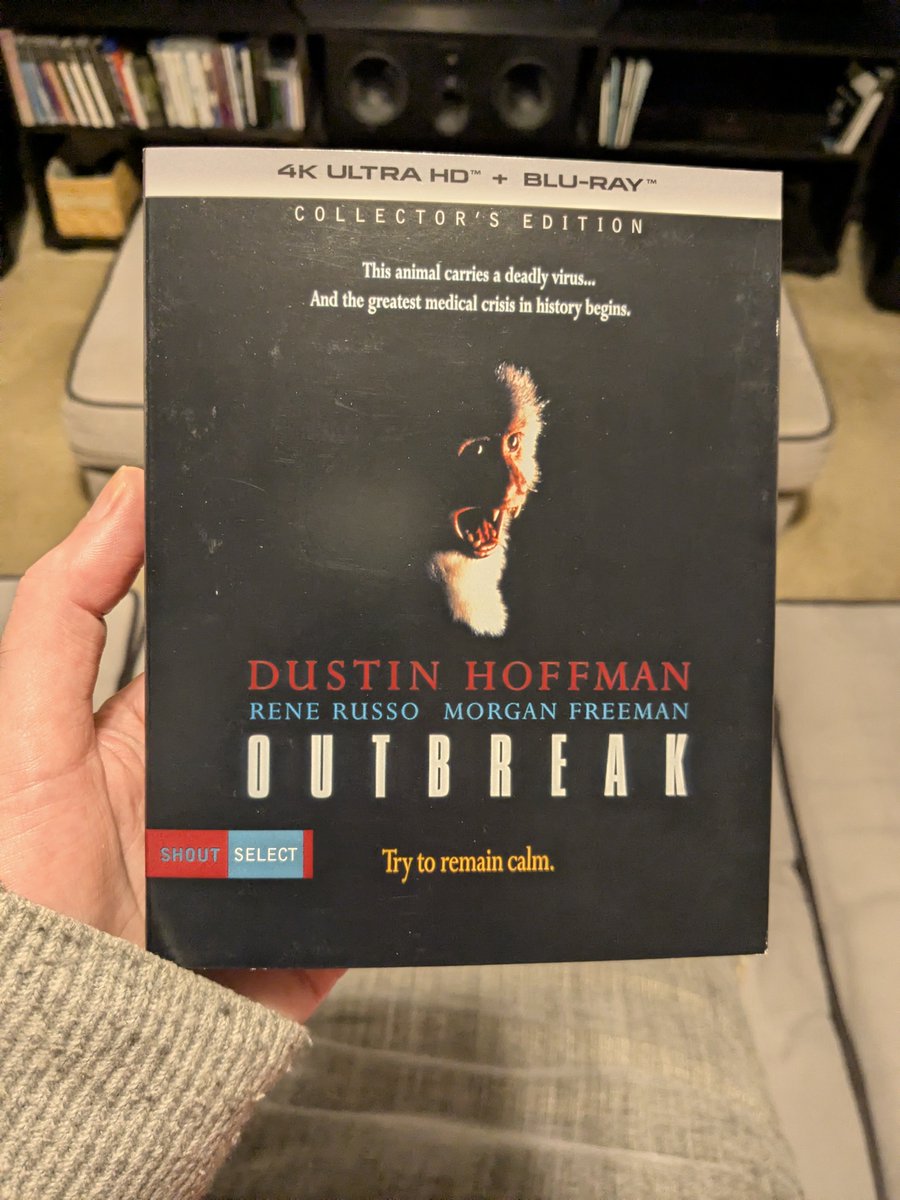 4K ULTRA HD™ + BLU-RAY™
COLLECTOR'S EDITION
This animal carries a deadly virus...
And the greatest medical crisis in history begins.
DUSTIN HOFFMAN
RENE RUSSO MORGAN FREEMAN
OUTBREAK
SHOUT SELECT
Try to remain calm.